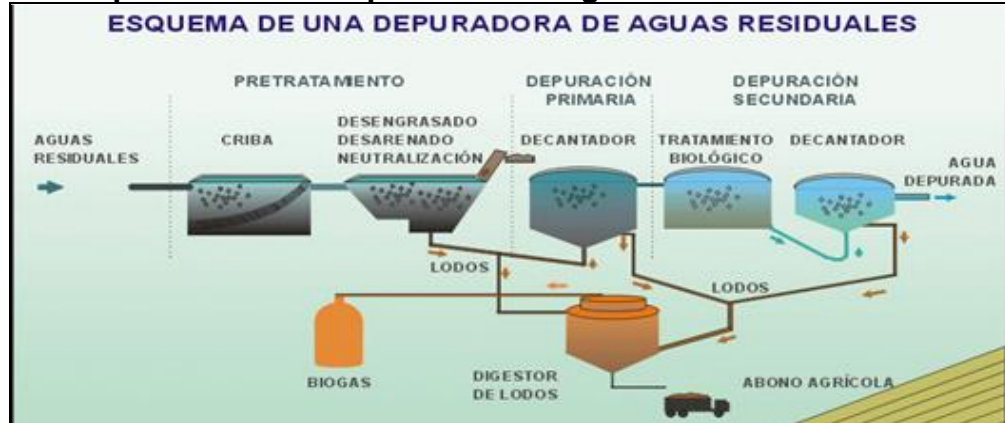 ESQUEMA DE UNA DEPURADORA DE AGUAS RESIDUALES
PRETRATAMIENTO
DEPURACIÓN
PRIMARIA
DEPURACIÓN
SECUNDARIA
AGUAS
RESIDUALES
CRIBA
DESENGRASADO
DESARENADO
NEUTRALIZACIÓN
DECANTADOR
TRATAMIENTO
BIOLÓGICO
DECANTADOR
AGUA
DEPURADA
LODOS
LODOS
BIOGAS
DIGESTOR
DE LODOS
ABONO AGRÍCOLA